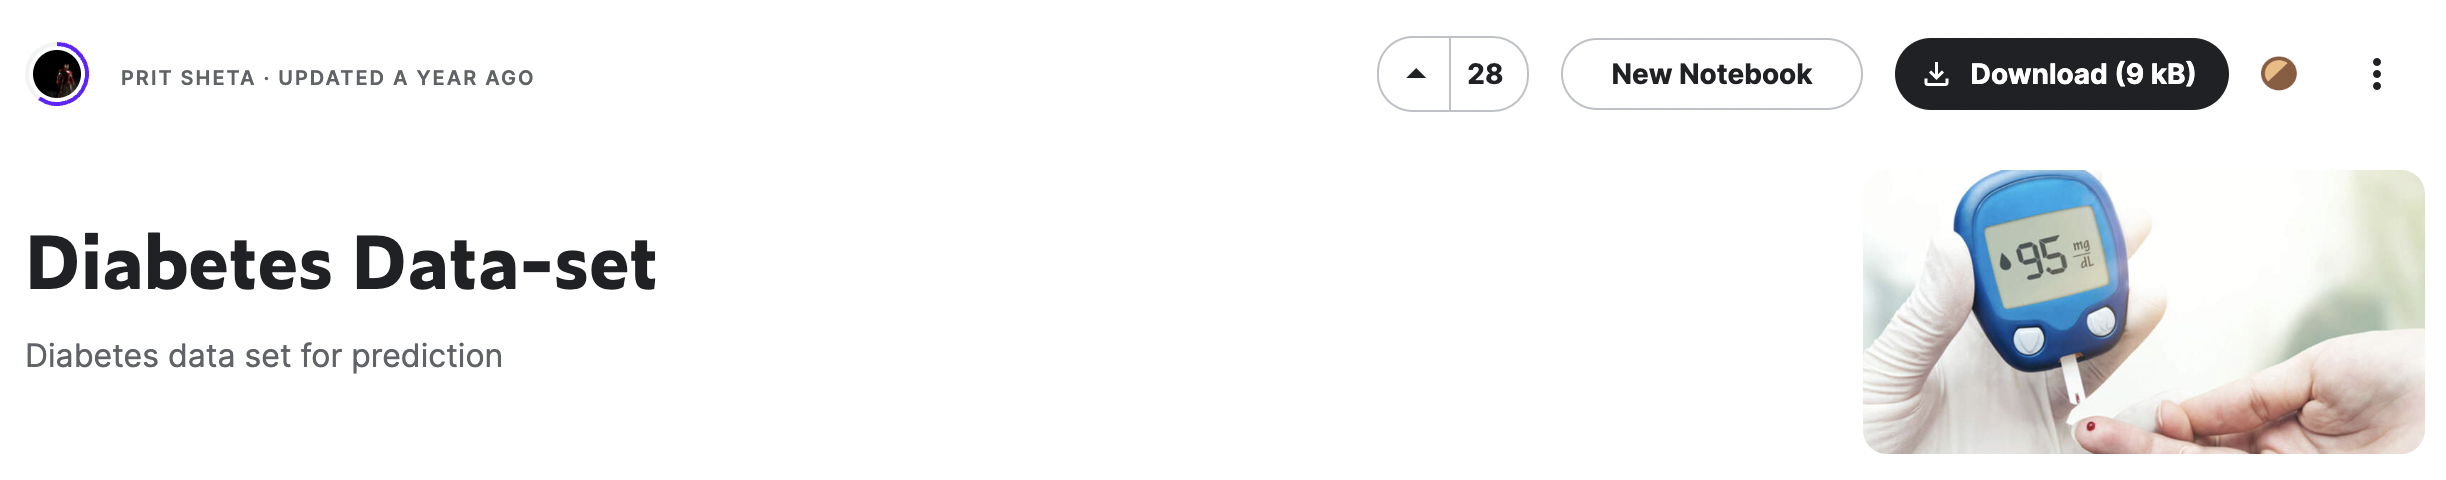 PRIT SHETA · UPDATED A YEAR AGO
28
New Notebook
Download (9 kB)
Diabetes Data-set
Diabetes data set for prediction
95 mg
dL